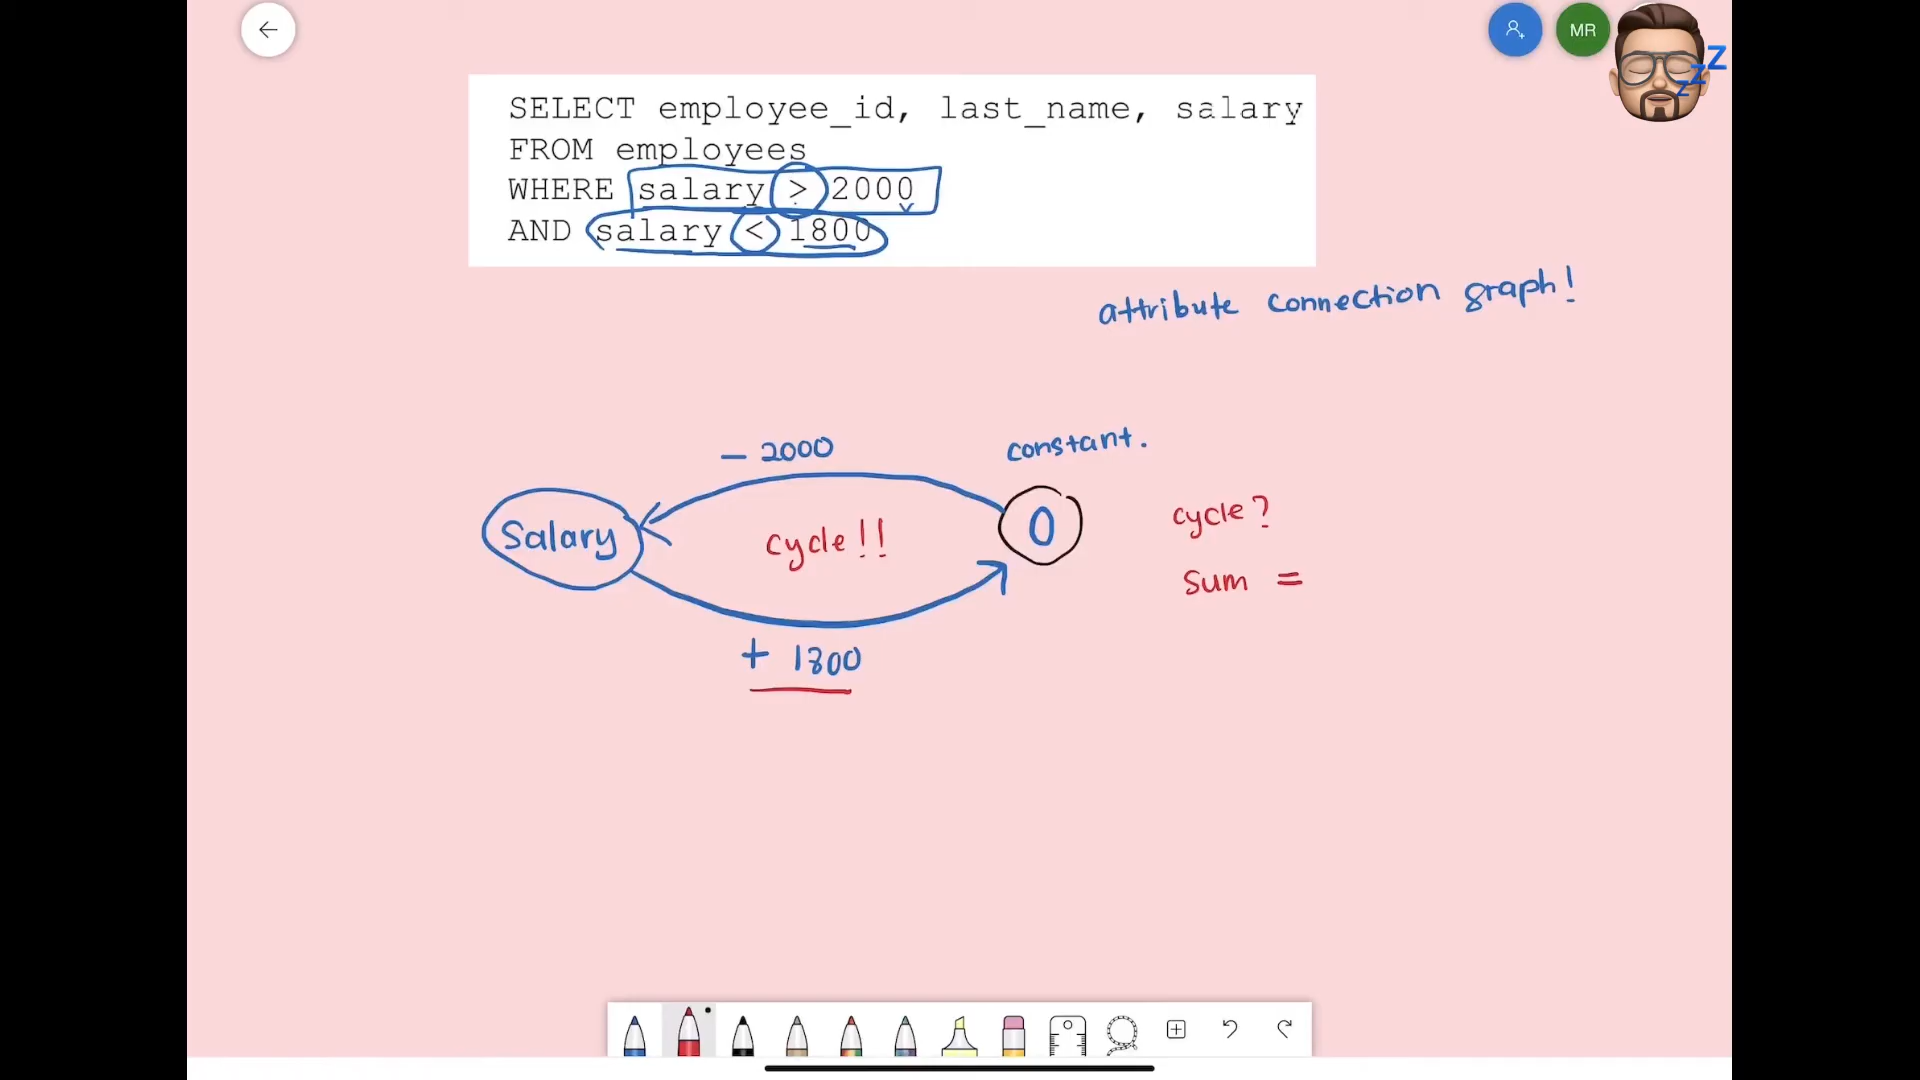 MR
z z Z
SELECT employee_id, last_name, salary
FROM employees
WHERE salary > 2000
AND salary < 1800
attribute connection graph!
- 2000
constant.
Salary
cycle!!
0
cycle?
sum =
+ 1800